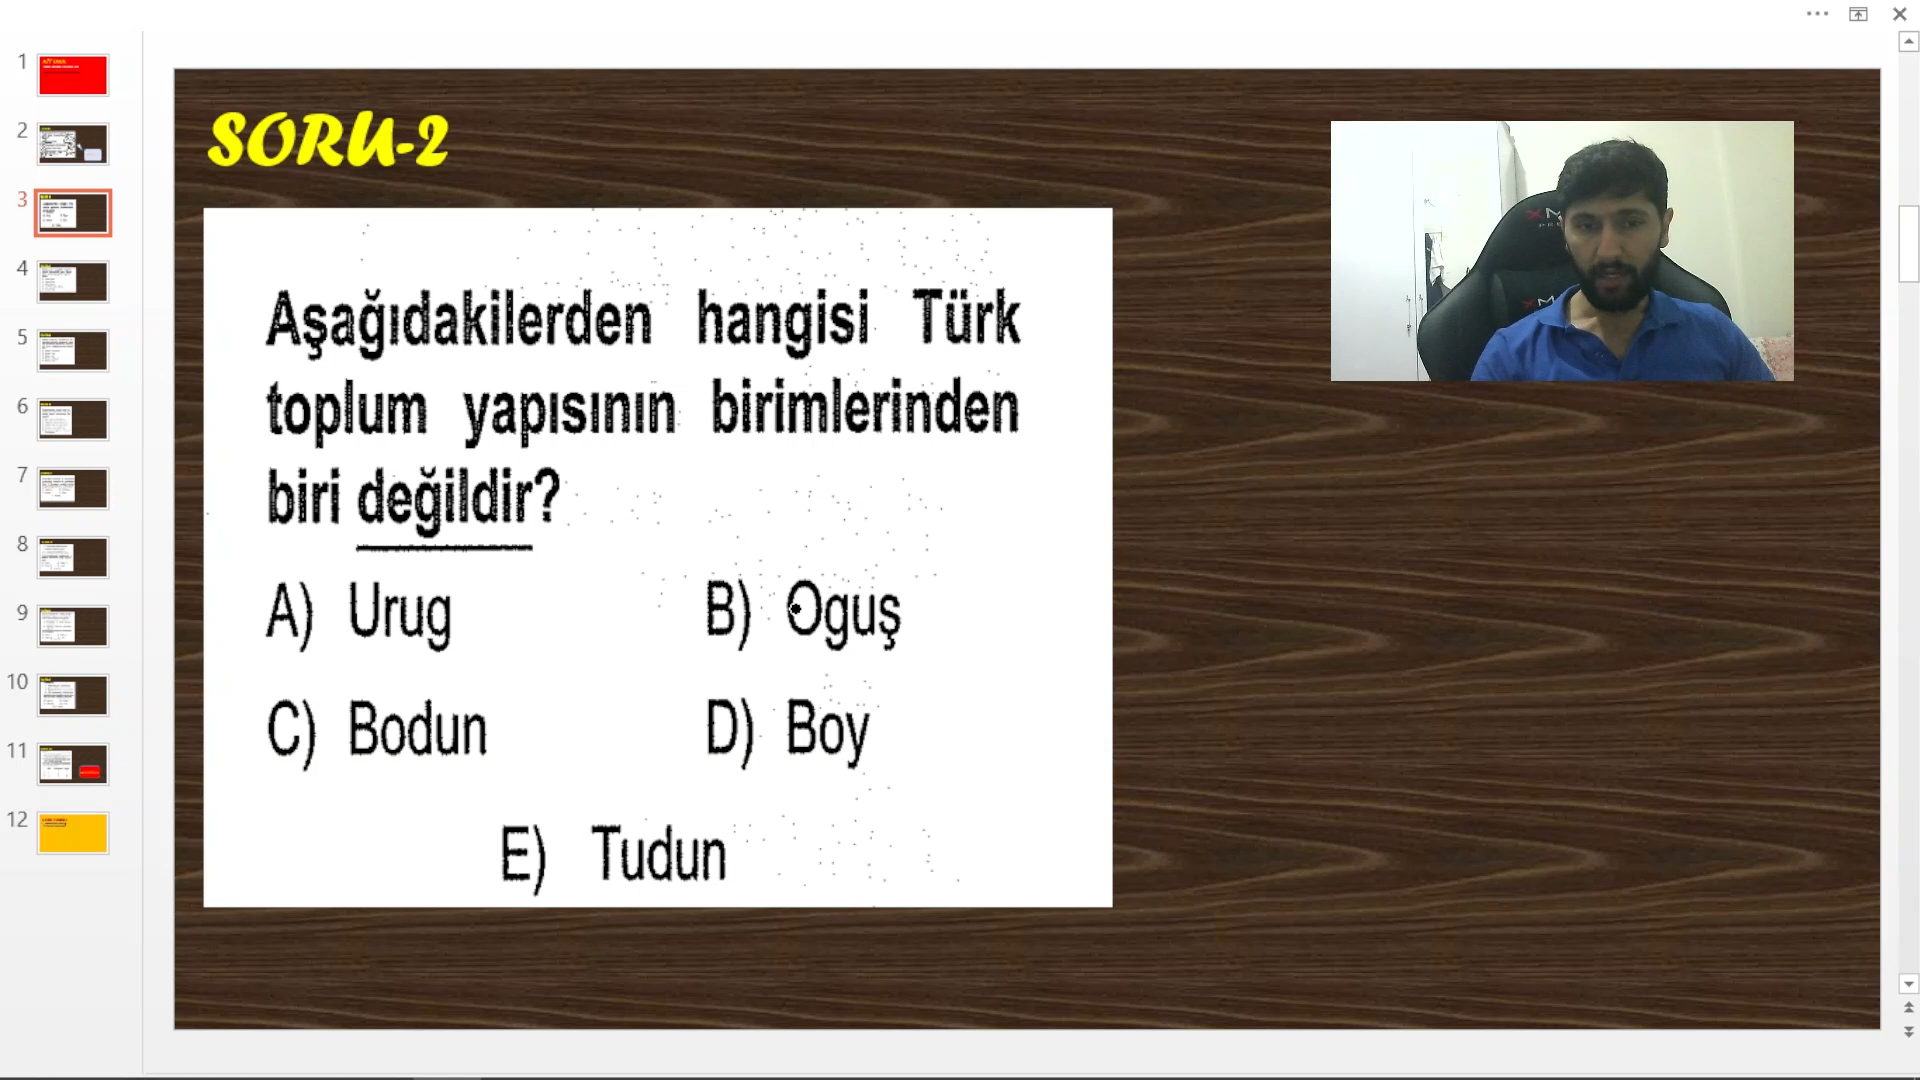 SORU-2
Aşağıdakilerden hangisi Türk
toplum yapısının birimlerinden
biri değildir?
A) Urug
B) Oguş
C) Bodun
D) Boy
E) Tudun
1
2
3
4
5
6
7
8
9
10
11
12